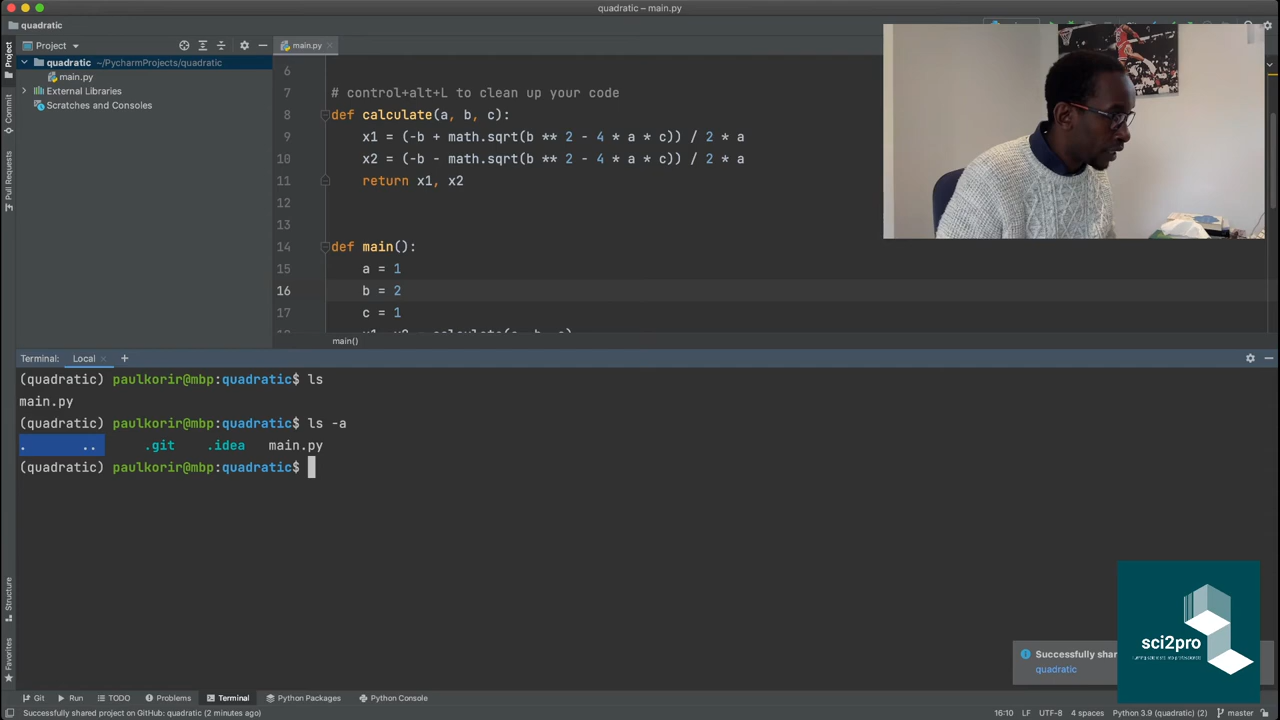 quadratic – main.py
quadratic
Project
main.py
quadratic ~/PycharmProjects/quadratic
main.py
External Libraries
Scratches and Consoles
Project
Commit
Pull Requests
Structure
Favorites
6
7 # control+alt+L to clean up your code
8 def calculate(a, b, c):
9 x1 = (-b + math.sqrt(b ** 2 - 4 * a * c)) / 2 * a
10 x2 = (-b - math.sqrt(b ** 2 - 4 * a * c)) / 2 * a
11 return x1, x2
12
13
14 def main():
15 a = 1
16 b = 2
17 c = 1
main()
Terminal: Local +
(quadratic) paulkorir@mbp:quadratic$ ls
main.py
(quadratic) paulkorir@mbp:quadratic$ ls -a
. .. .git .idea main.py
(quadratic) paulkorir@mbp:quadratic$
Successfully shar
quadratic
sci2pro
Git Run TODO Problems Terminal Python Packages Python Console
Successfully shared project on GitHub: quadratic (2 minutes ago)
16:10 LF UTF-8 4 spaces Python 3.9 (quadratic) (2) master